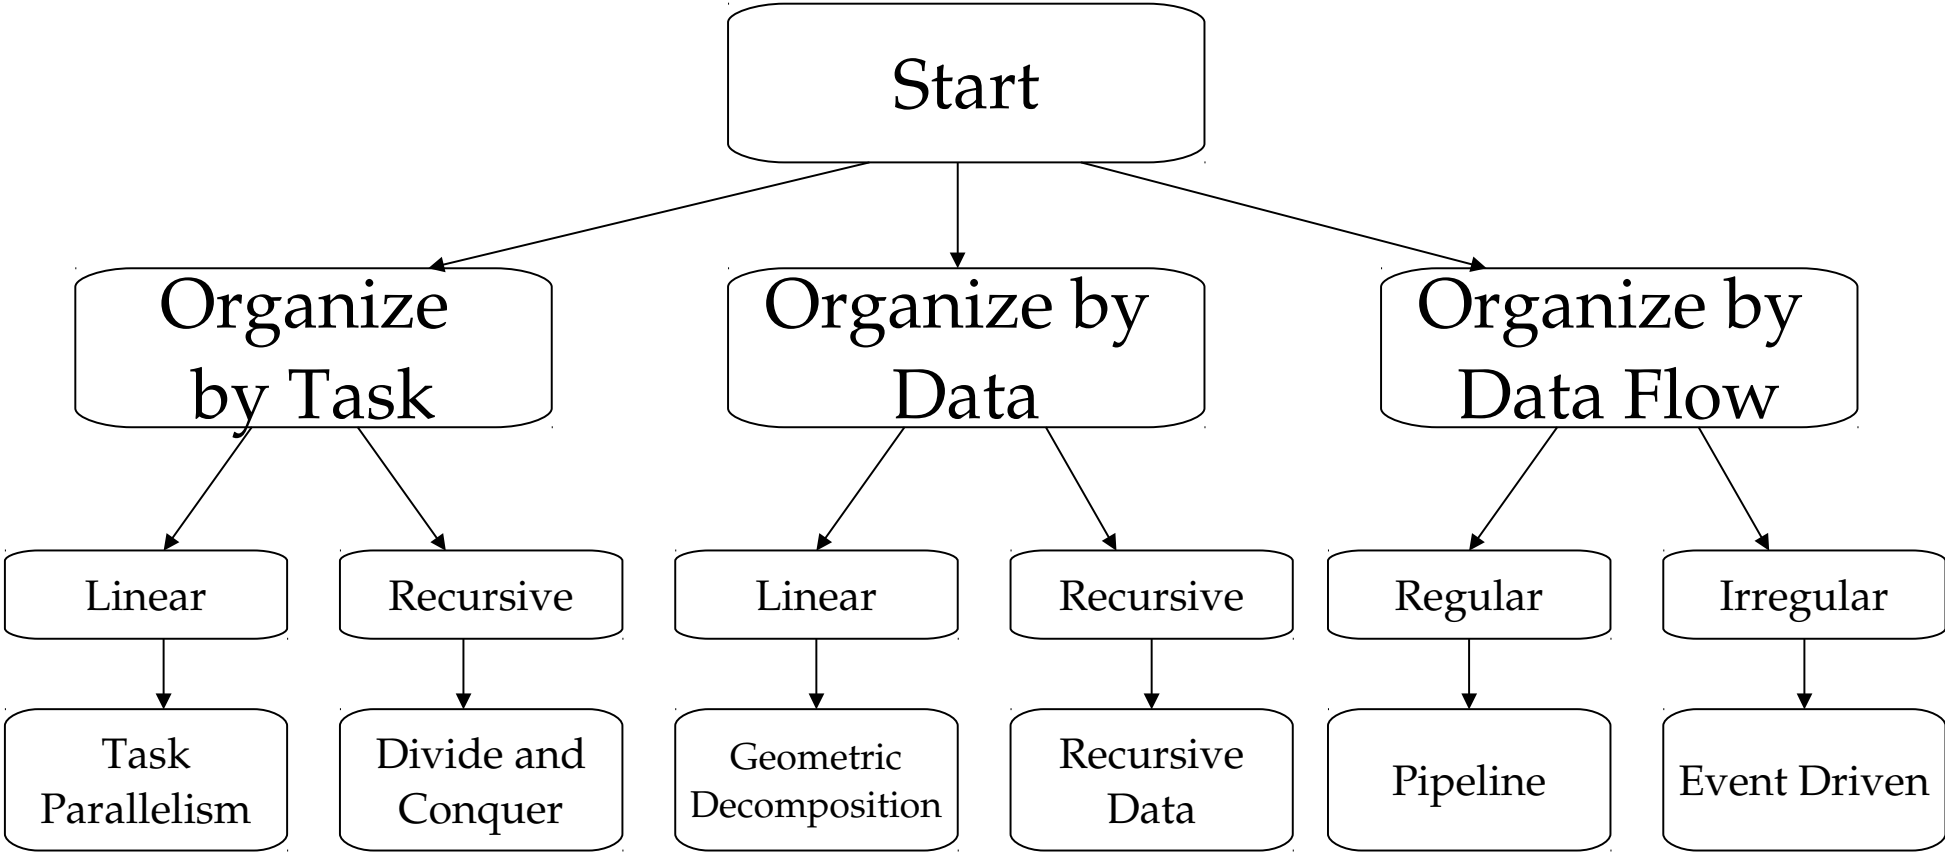 Start
Organize
by Task
Organize by
Data
Organize by
Data Flow
Linear
Recursive
Linear
Recursive
Regular
Irregular
Task
Parallelism
Divide and
Conquer
Geometric
Decomposition
Recursive
Data
Pipeline
Event Driven